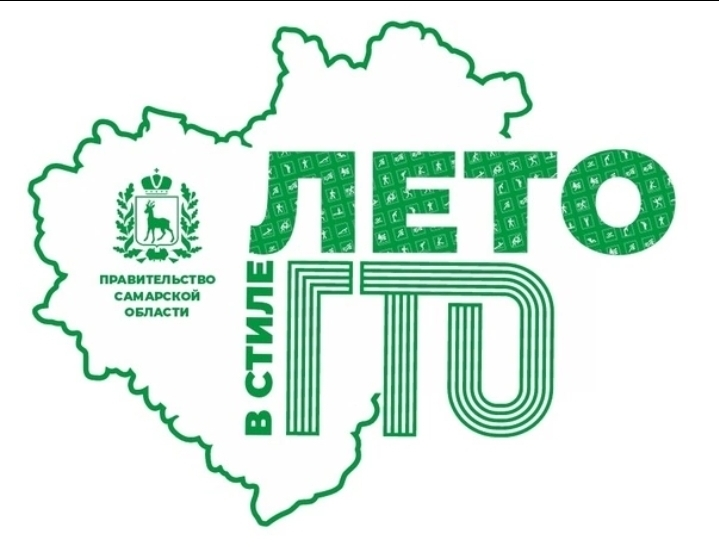 ЛЕТО
В СТИЛЕ
ГТО
ПРАВИТЕЛЬСТВО
САМАРСКОЙ
ОБЛАСТИ